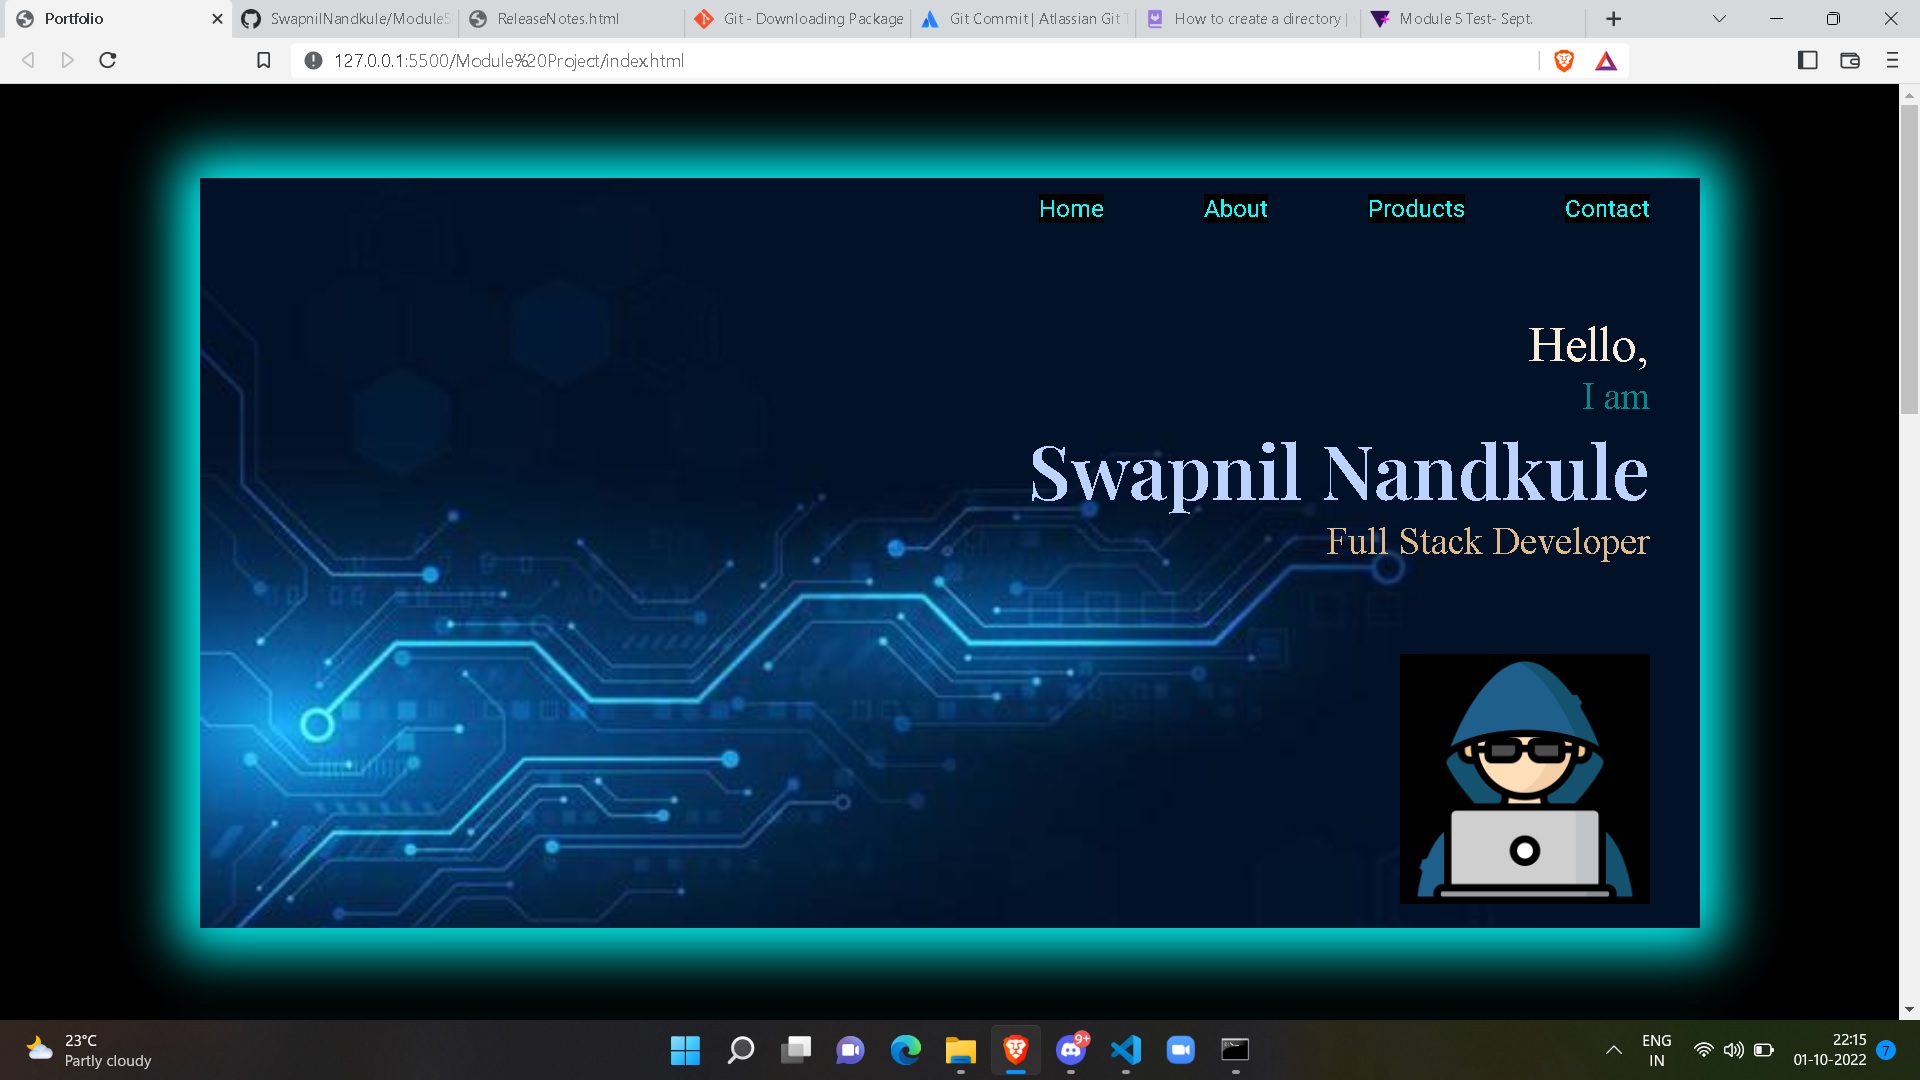 Portfolio
SwapnilNandkule/Module5
ReleaseNotes.html
Git - Downloading Package
Git Commit | Atlassian Git T
How to create a directory |
Module 5 Test- Sept.
127.0.0.1:5500/Module%20Project/index.html
Home About Products Contact
Hello,
I am
Swapnil Nandkule
Full Stack Developer
23°C
Partly cloudy
9+
ENG
IN
22:15
01-10-2022
7